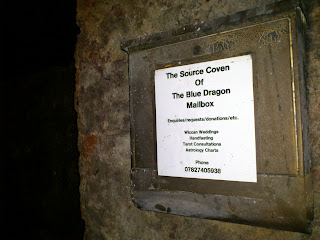 The Source Coven
Of
The Blue Dragon
Mailbox
Enquiries/requests/donations/etc.
Wiccan Weddings
Handfasting
Tarot Consultations
Astrology Charts
Phone
07827405938